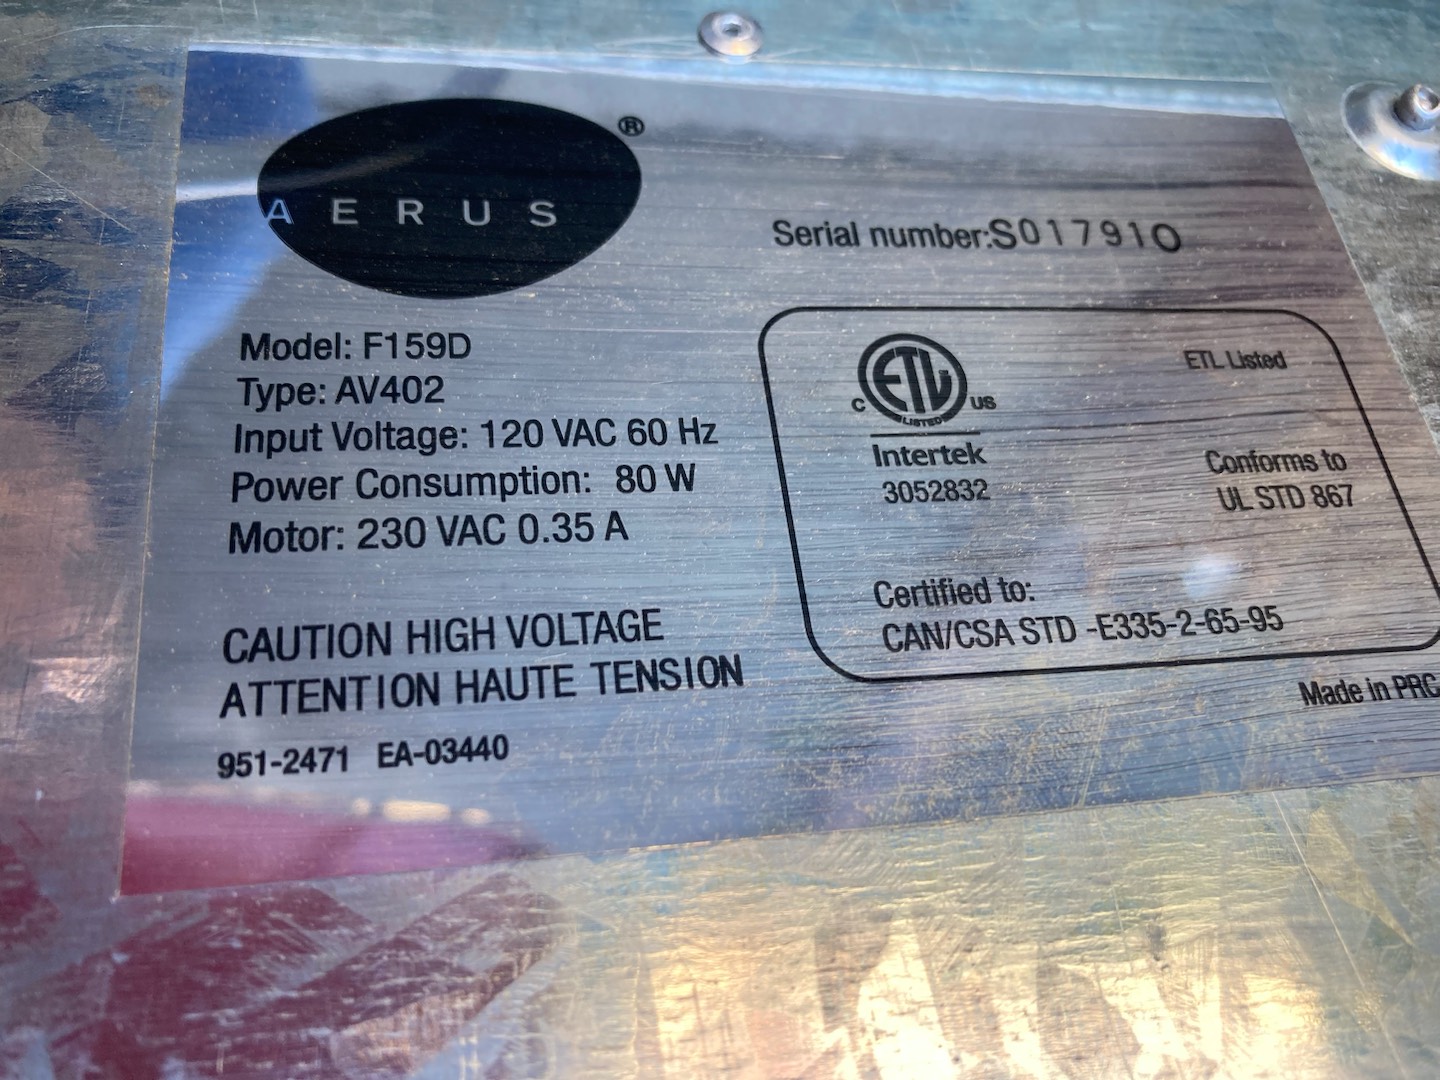 AERUS®
Serial number:S017910
Model: F159D
Type: AV402
Input Voltage: 120 VAC 60 Hz
Power Consumption: 80 W
Motor: 230 VAC 0.35 A
CAUTION HIGH VOLTAGE
ATTENTION HAUTE TENSION
951-2471 EA-03440
ETL
C US
LISTED
Intertek
3052832
ETL Listed
Conforms to
UL STD 867
Certified to:
CAN/CSA STD -E335-2-65-95
Made in PRC